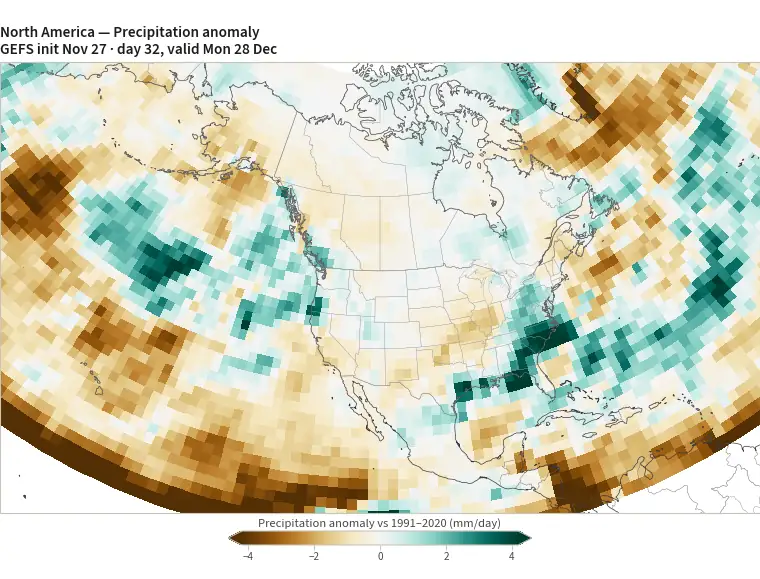 North America — Precipitation anomaly
GEFS init Nov 27 · day 32, valid Mon 28 Dec
Precipitation anomaly vs 1991–2020 (mm/day)
−4 −2 0 2 4